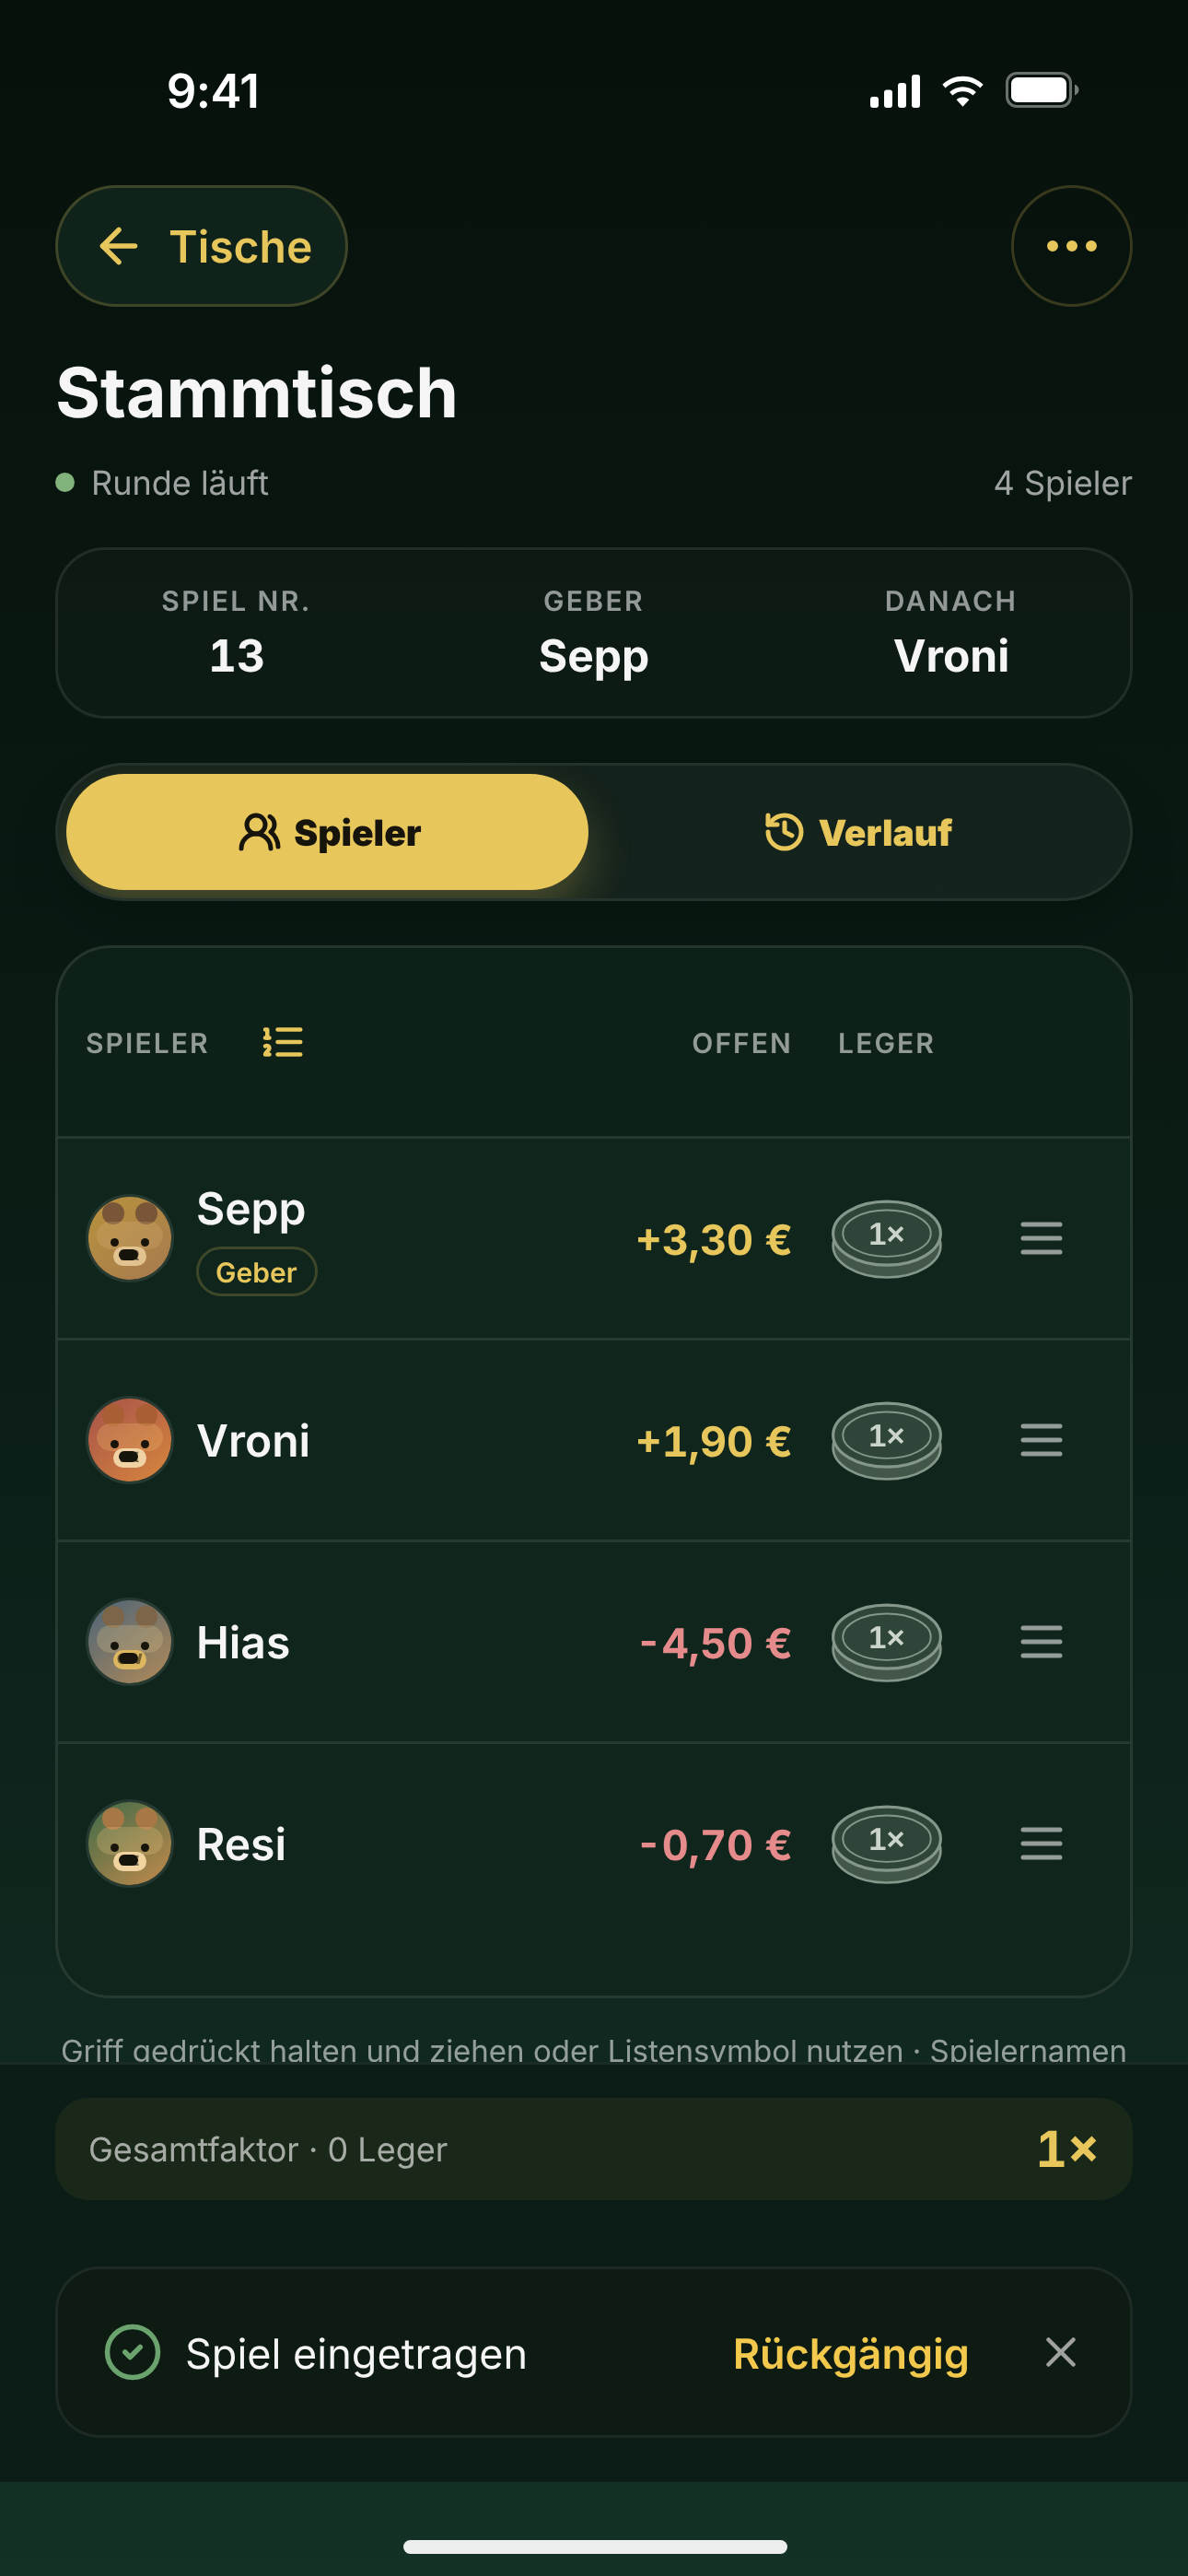 9:41
Tische
Stammtisch
Runde läuft
4 Spieler
SPIEL NR.
GEBER
DANACH
13
Sepp
Vroni
Spieler
Verlauf
SPIELER
OFFEN
LEGER
Sepp
Geber
+3,30 €
1×
Vroni
+1,90 €
1×
Hias
-4,50 €
1×
Resi
-0,70 €
1×
Griff gedrückt halten und ziehen oder Listensymbol nutzen · Spielernamen
Gesamtfaktor · 0 Leger
1×
Spiel eingetragen
Rückgängig